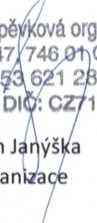 pěvková org
47, 746 01 O
53 621 28
DIČ: CZ71
Janýška
anizace